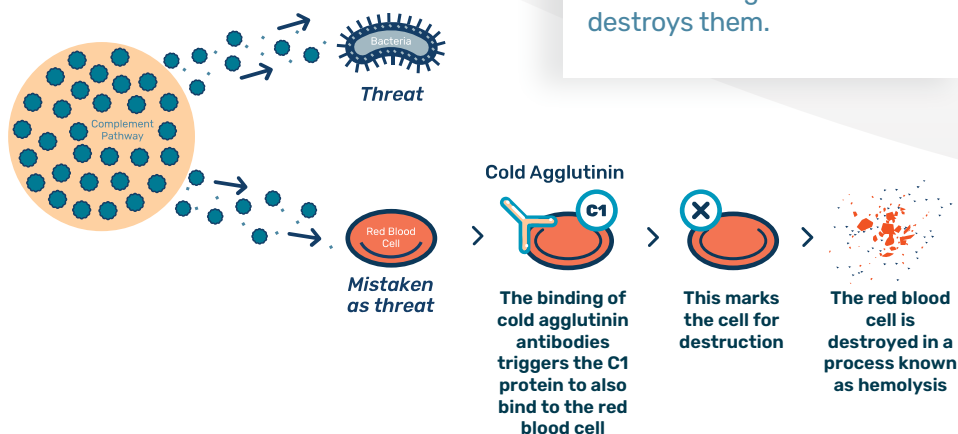 destroys them.
Bacteria
Threat
Complement
Pathway
Cold Agglutinin
C1
Red Blood
Cell
Mistaken
as threat
The binding of
cold agglutinin
antibodies
triggers the C1
protein to also
bind to the red
blood cell
This marks
the cell for
destruction
The red blood
cell is
destroyed in a
process known
as hemolysis